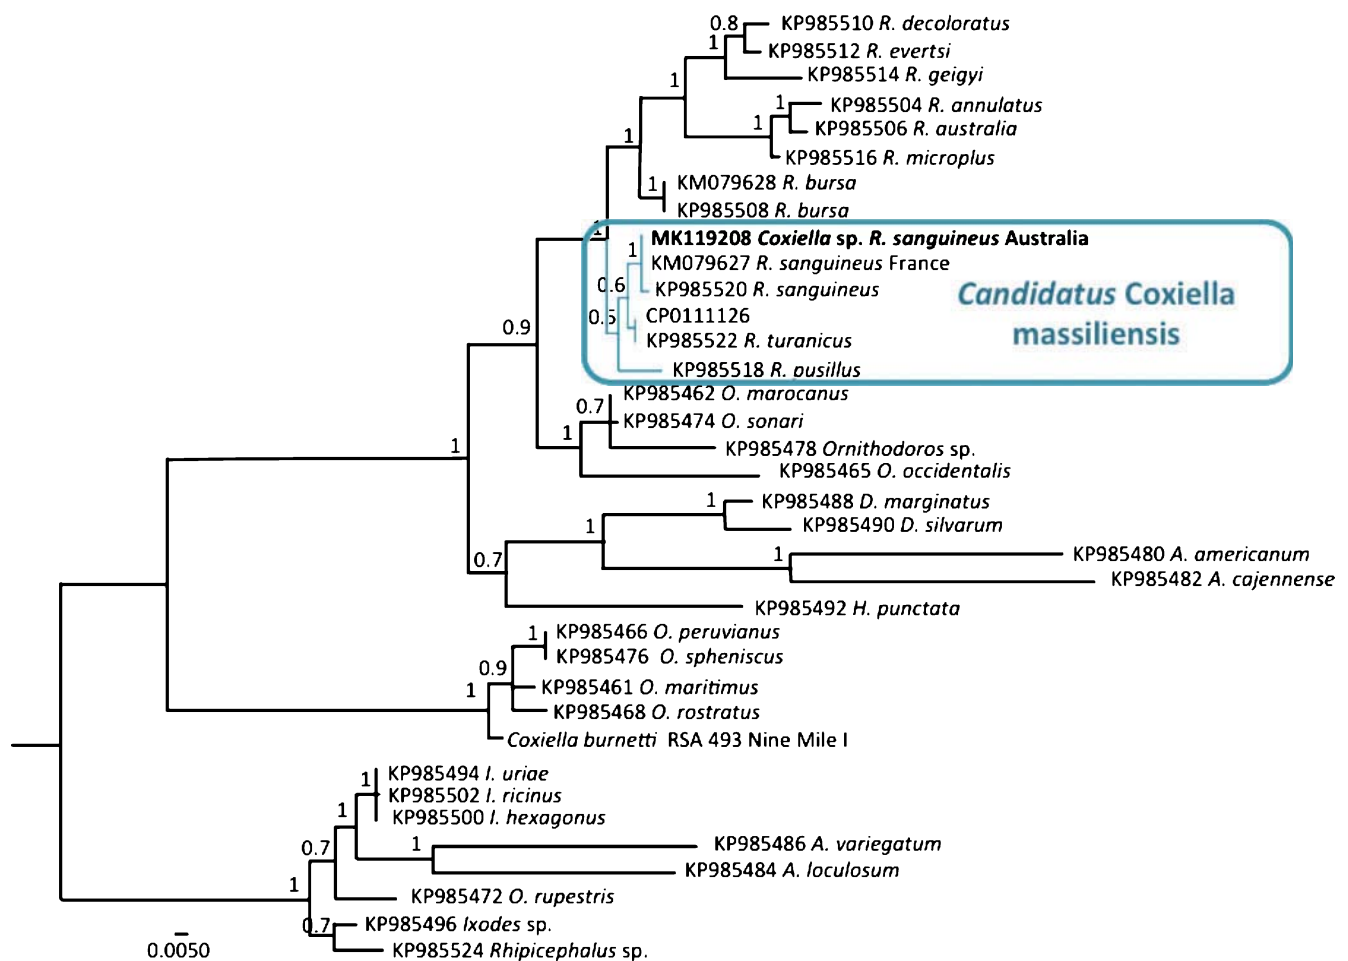 0.8
KP985510 R. decoloratus
1
KP985512 R. evertsi
KP985514 R. geigyi
1
1
KP985504 R. annulatus
1
KP985506 R. australia
1
KP985516 R. microplus
1
KM079628 R. bursa
KP985508 R. bursa
1
MK119208 Coxiella sp. R. sanguineus Australia
1
KM079627 R. sanguineus France
0.6
KP985520 R. sanguineus
Candidatus Coxiella
massiliensis
0.5
CP0111126
0.9
KP985522 R. turanicus
KP985518 R. pusillus
KP985462 O. marocanus
0.7
KP985474 O. sonari
1
1
KP985478 Ornithodoros sp.
KP985465 O. occidentalis
1
KP985488 D. marginatus
1
KP985490 D. silvarum
0.7
1
KP985480 A. americanum
KP985482 A. cajennense
KP985492 H. punctata
1
KP985466 O. peruvianus
KP985476 O. spheniscus
0.9
1
KP985461 O. maritimus
KP985468 O. rostratus
Coxiella burnetti RSA 493 Nine Mile I
1
KP985494 I. uriae
KP985502 I. ricinus
1
KP985500 I. hexagonus
0.7
1
KP985486 A. variegatum
KP985484 A. loculosum
1
KP985472 O. rupestris
0.7
KP985496 Ixodes sp.
KP985524 Rhipicephalus sp.
0.0050